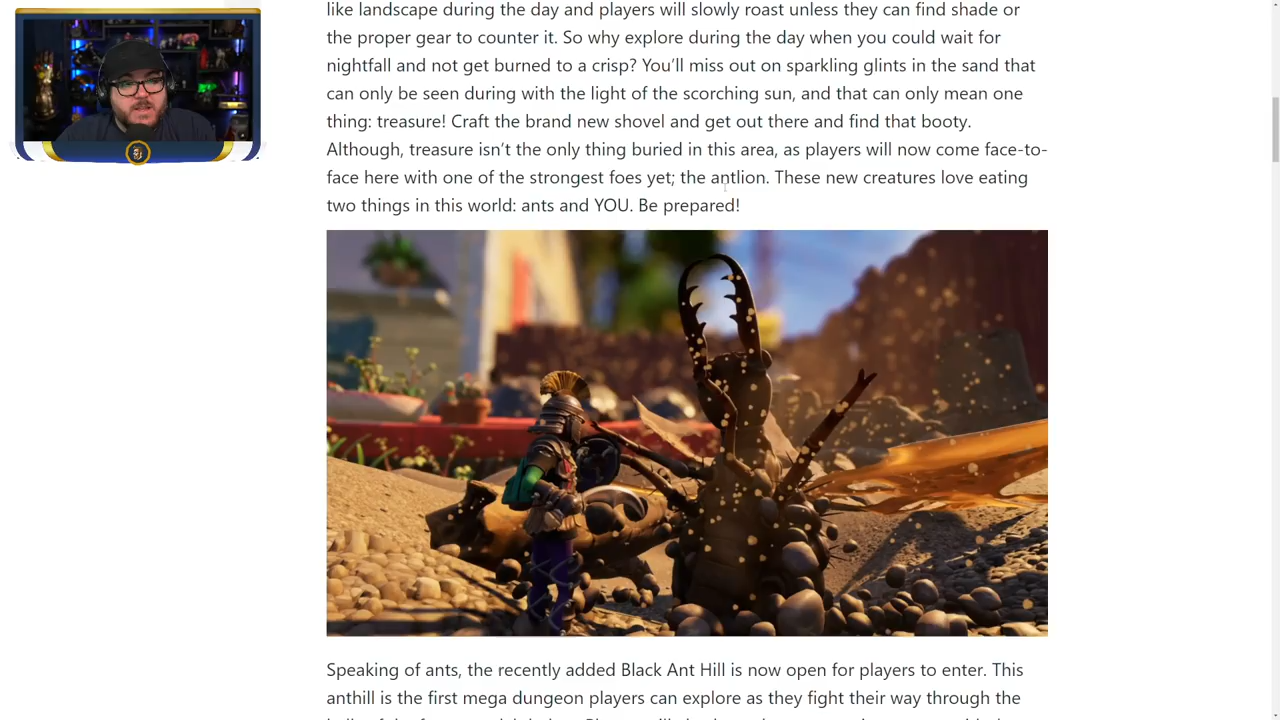 like landscape during the day and players will slowly roast unless they can find shade or
the proper gear to counter it. So why explore during the day when you could wait for
nightfall and not get burned to a crisp? You’ll miss out on sparkling glints in the sand that
can only be seen during with the light of the scorching sun, and that can only mean one
thing: treasure! Craft the brand new shovel and get out there and find that booty.
Although, treasure isn’t the only thing buried in this area, as players will now come face-to-
face here with one of the strongest foes yet; the antlion. These new creatures love eating
two things in this world: ants and YOU. Be prepared!
Speaking of ants, the recently added Black Ant Hill is now open for players to enter. This
anthill is the first mega dungeon players can explore as they fight their way through the